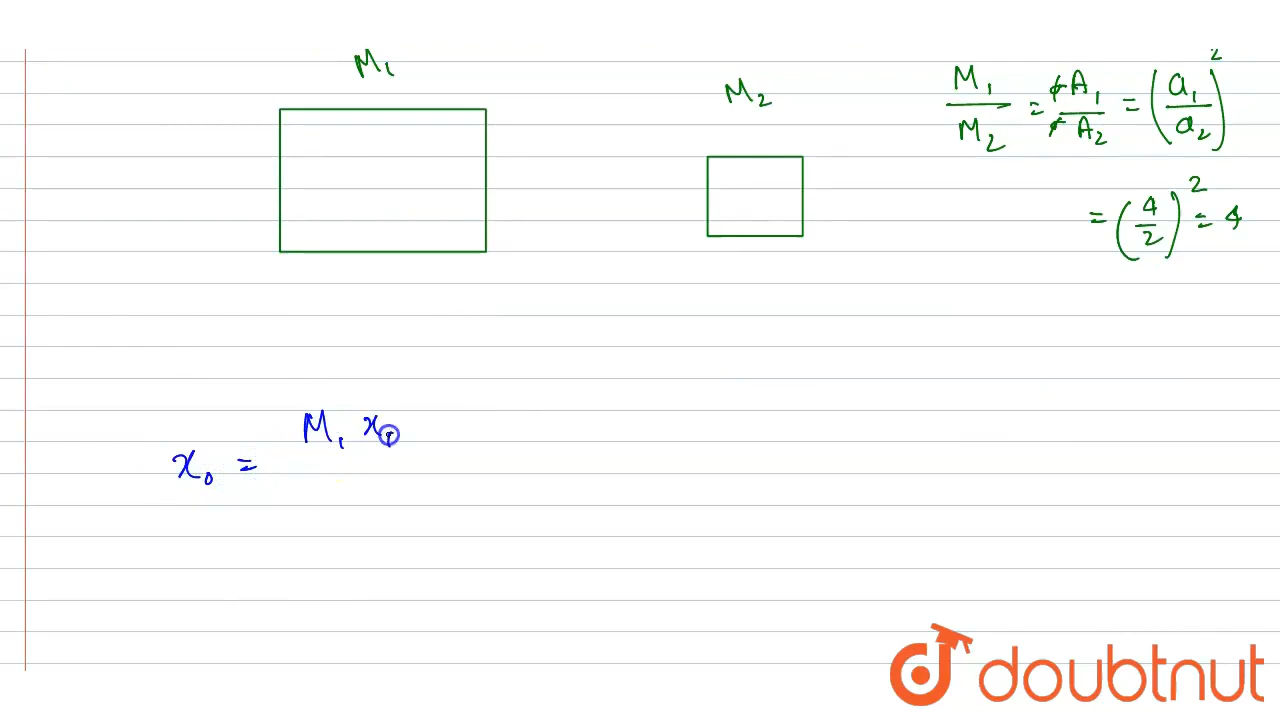 M₁
M₂
M₁/M₂ = σA₁/σA₂ = (a₁/a₂)²
= (4/2)² = 4
x₀ = M₁ x₁
doubtnut